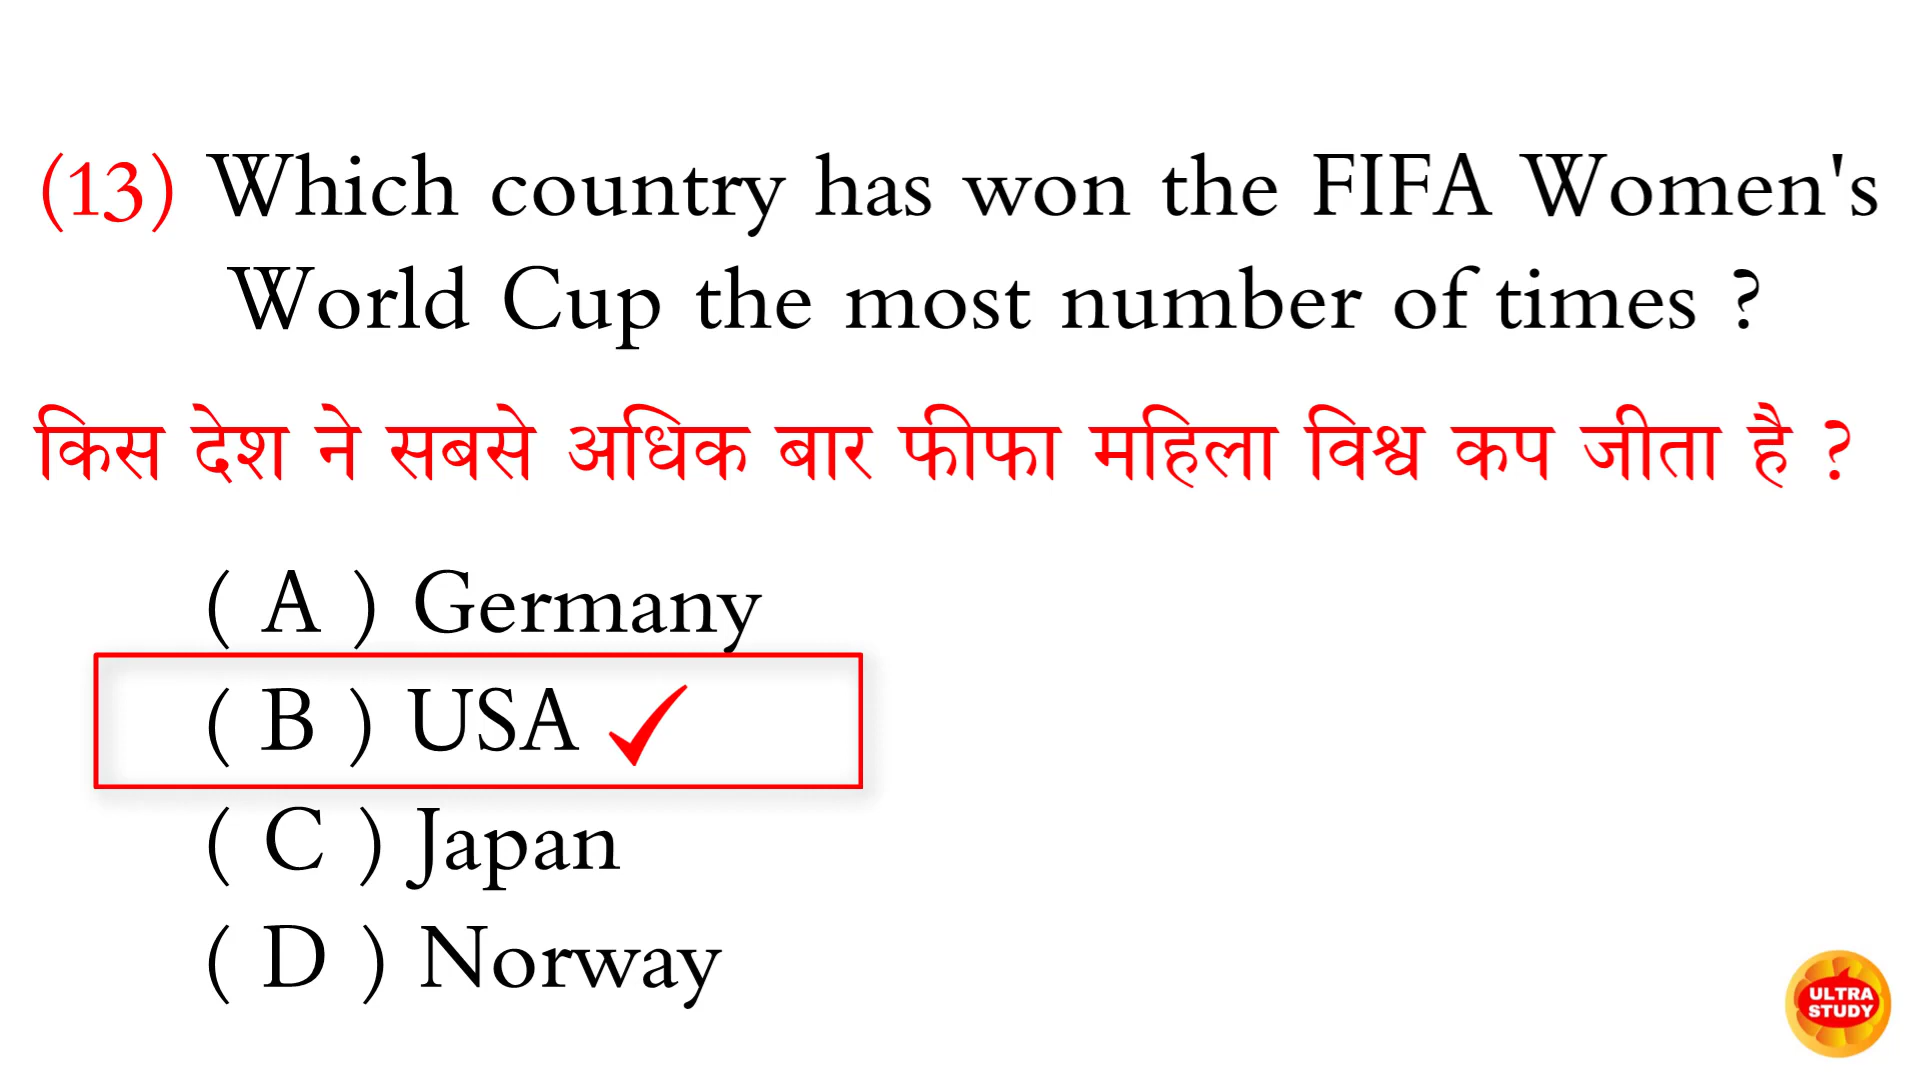 (13) Which country has won the FIFA Women's
World Cup the most number of times ?
किस देश ने सबसे अधिक बार फीफा महिला विश्व कप जीता है ?
( A ) Germany
( B ) USA
( C ) Japan
( D ) Norway
ULTRA
STUDY